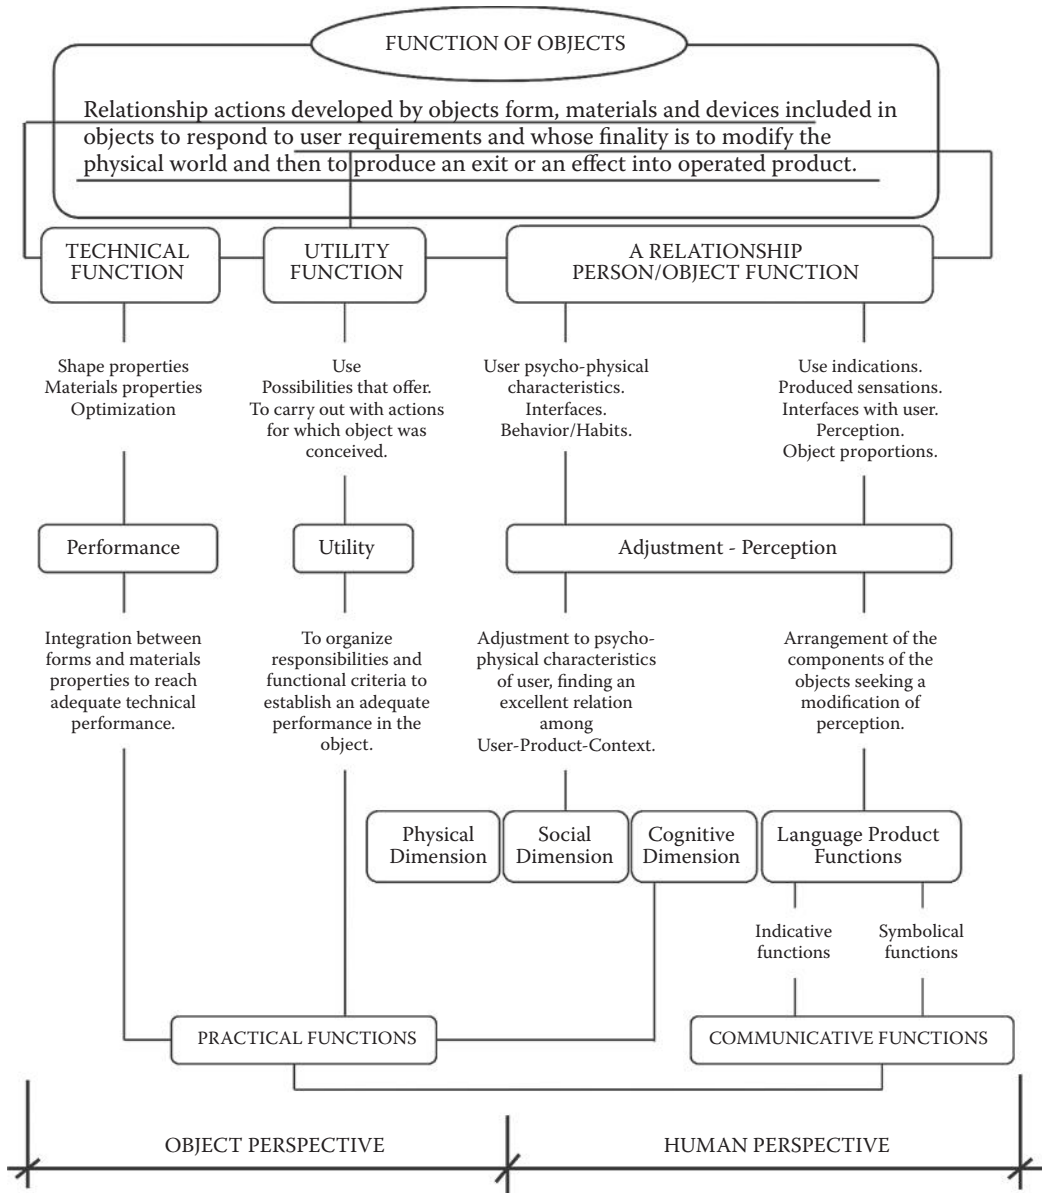 FUNCTION OF OBJECTS
Relationship actions developed by objects form, materials and devices included in
objects to respond to user requirements and whose finality is to modify the
physical world and then to produce an exit or an effect into operated product.
TECHNICAL
FUNCTION
UTILITY
FUNCTION
A RELATIONSHIP
PERSON/OBJECT FUNCTION
Shape properties
Materials properties
Optimization
Use
Possibilities that offer.
To carry out with actions
for which object was
conceived.
User psycho-physical
characteristics.
Interfaces.
Behavior/Habits.
Use indications.
Produced sensations.
Interfaces with user.
Perception.
Object proportions.
Performance
Utility
Adjustment - Perception
Integration between
forms and materials
properties to reach
adequate technical
performance.
To organize
responsibilities and
functional criteria to
establish an adequate
performance in the
object.
Adjustment to psycho-
physical characteristics
of user, finding an
excellent relation
among
User-Product-Context.
Arrangement of the
components of the
objects seeking a
modification of
perception.
Physical
Dimension
Social
Dimension
Cognitive
Dimension
Language Product
Functions
Indicative
functions
Symbolical
functions
PRACTICAL FUNCTIONS
COMMUNICATIVE FUNCTIONS
OBJECT PERSPECTIVE
HUMAN PERSPECTIVE